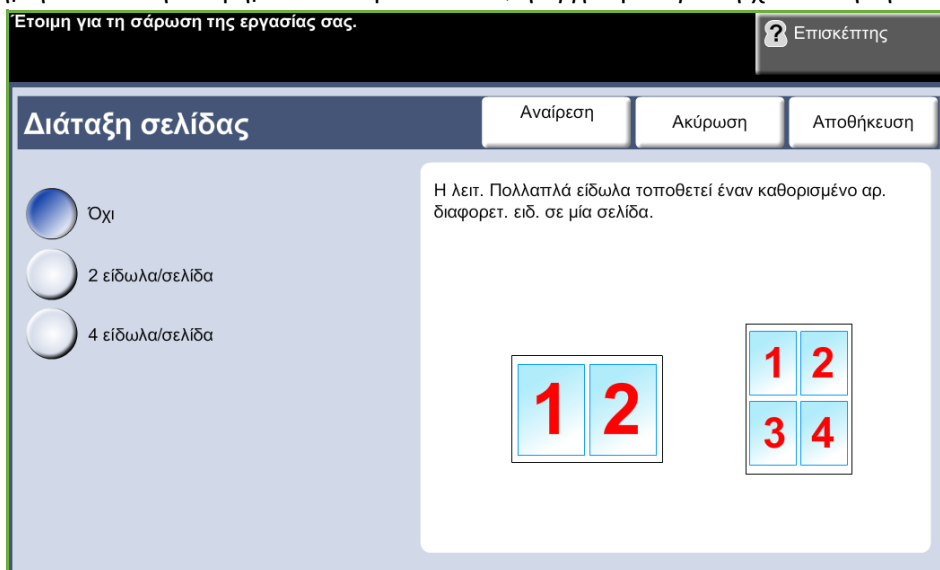 Έτοιμη για τη σάρωση της εργασίας σας.
? Επισκέπτης
Διάταξη σελίδας
Αναίρεση
Ακύρωση
Αποθήκευση
Όχι
2 είδωλα/σελίδα
4 είδωλα/σελίδα
Η λειτ. Πολλαπλά είδωλα τοποθετεί έναν καθορισμένο αρ.
διαφορετ. ειδ. σε μία σελίδα.
1 2
1 2
3 4